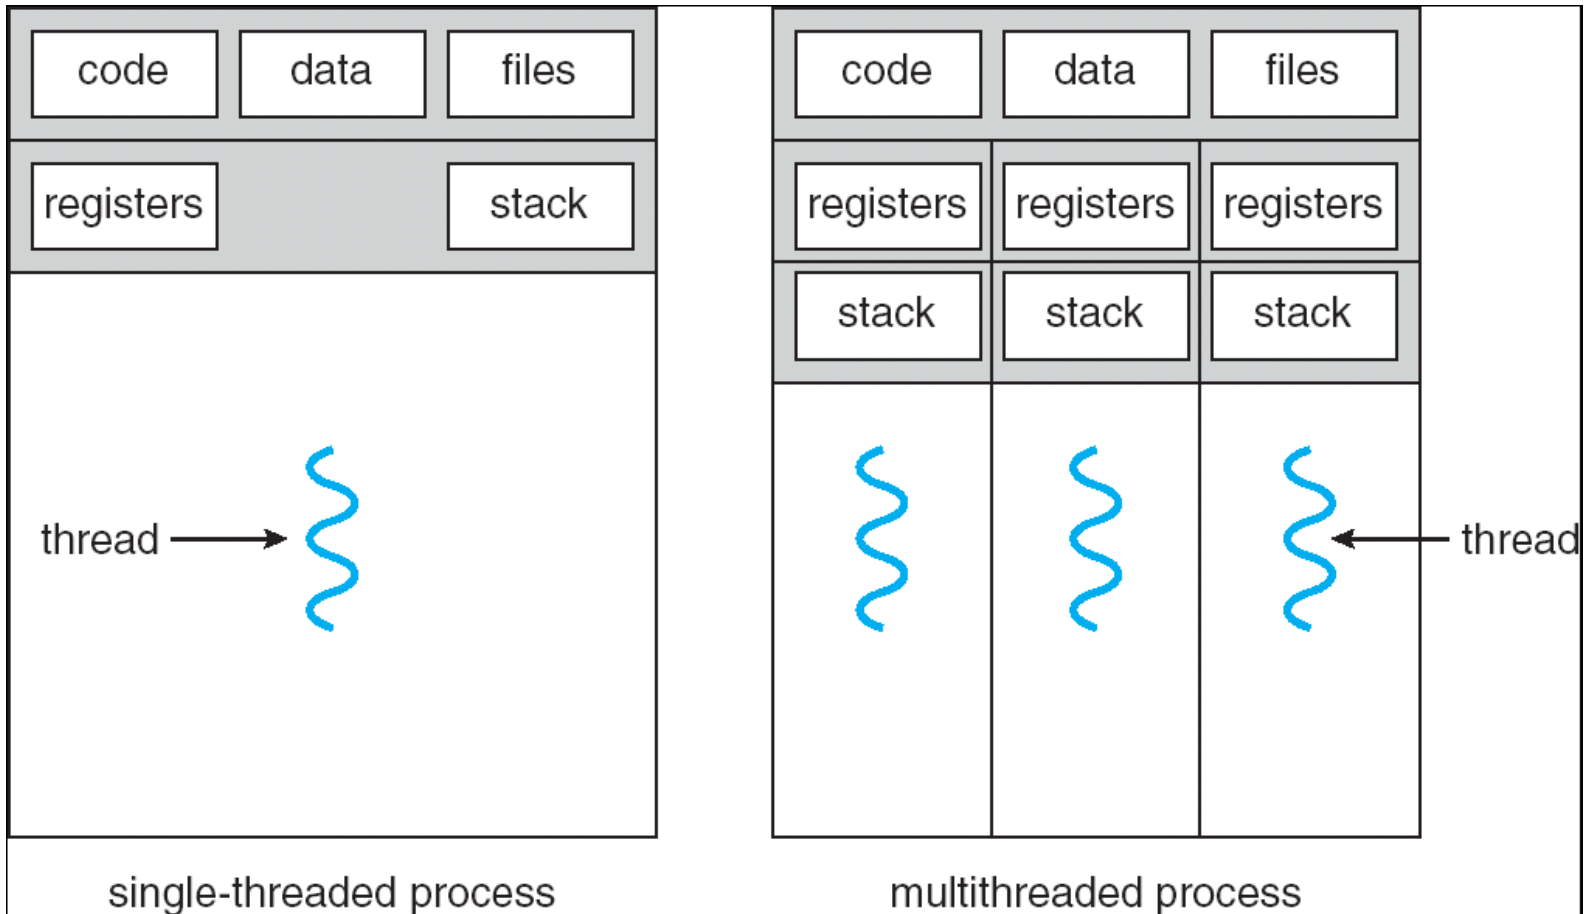 code data files
registers stack
thread
single-threaded process
code data files
registers registers registers
stack stack stack
thread
multithreaded process